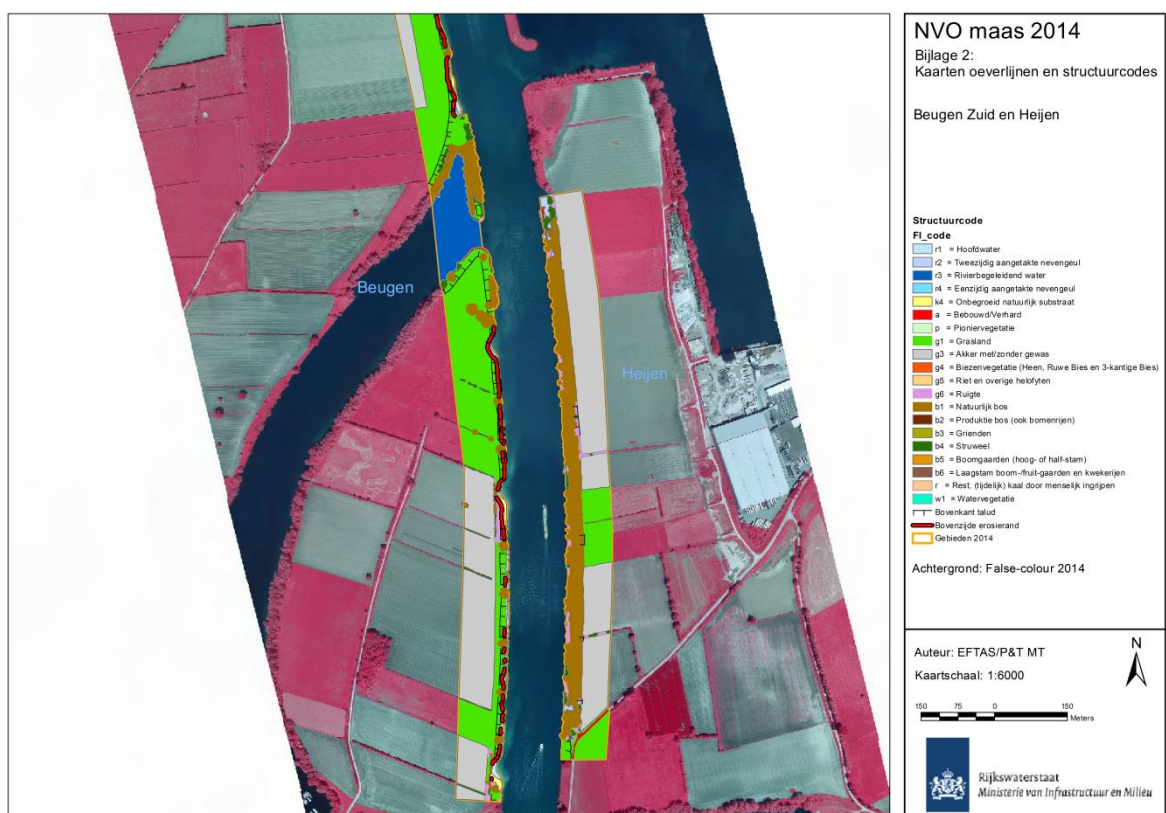 NVO maas 2014
Bijlage 2:
Kaarten oeverlijnen en structuurcodes
Beugen Zuid en Heijen
Beugen
Heijen
Structuurcode
Fl_code
r1 = Hoofdwater
r2 = Tweezijdig aangetakte nevengeul
r3 = Rivierbegeleidend water
r4 = Eenzijdig aangetakte nevengeul
k4 = Onbegroeid natuurlijk substraat
a = Bebouwd/Verhard
p = Pioniervegetatie
g1 = Grasland
g3 = Akker met/zonder gewas
g4 = Biezenvegetatie (Heen, Ruwe Bies en 3-kantige Bies)
g5 = Riet en overige helofyten
g6 = Ruigte
b1 = Natuurlijk bos
b2 = Produktie bos (ook bomenrijen)
b3 = Grienden
b4 = Struweel
b5 = Boomgaarden (hoog- of half-stam)
b6 = Laagstam boom-/fruit-gaarden en kwekerijen
r = Rest, (tijdelijk) kaal door menselijk ingrijpen
w1 = Watervegetatie
Bovenkant talud
Bovenzijde erosierand
Gebieden 2014
Achtergrond: False-colour 2014
Auteur: EFTAS/P&T MT
Kaartschaal: 1:6000
N
150 75 0 150
Meters
Rijkswaterstaat
Ministerie van Infrastructuur en Milieu